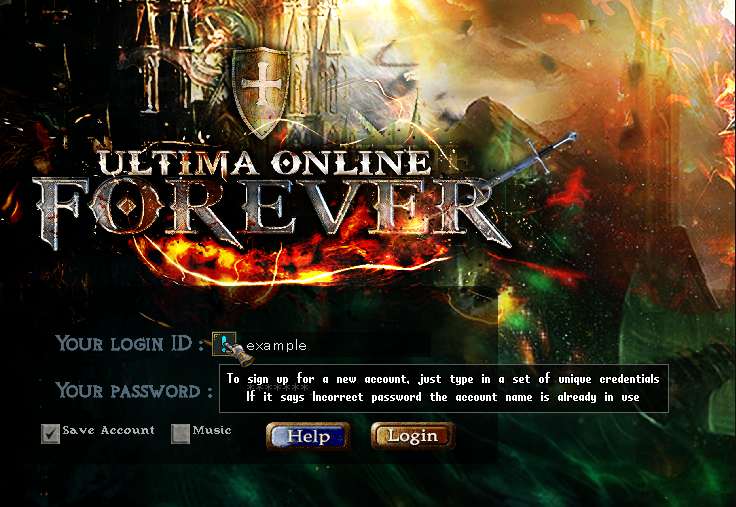 ULTIMA ONLINE
FOREVER
YOUR LOGIN ID :
example
To sign up for a new account, just type in a set of unique credentials
YOUR PASSWORD :
*******
If it says Incorrect password the account name is already in use
Save Account
Music
Help
Login